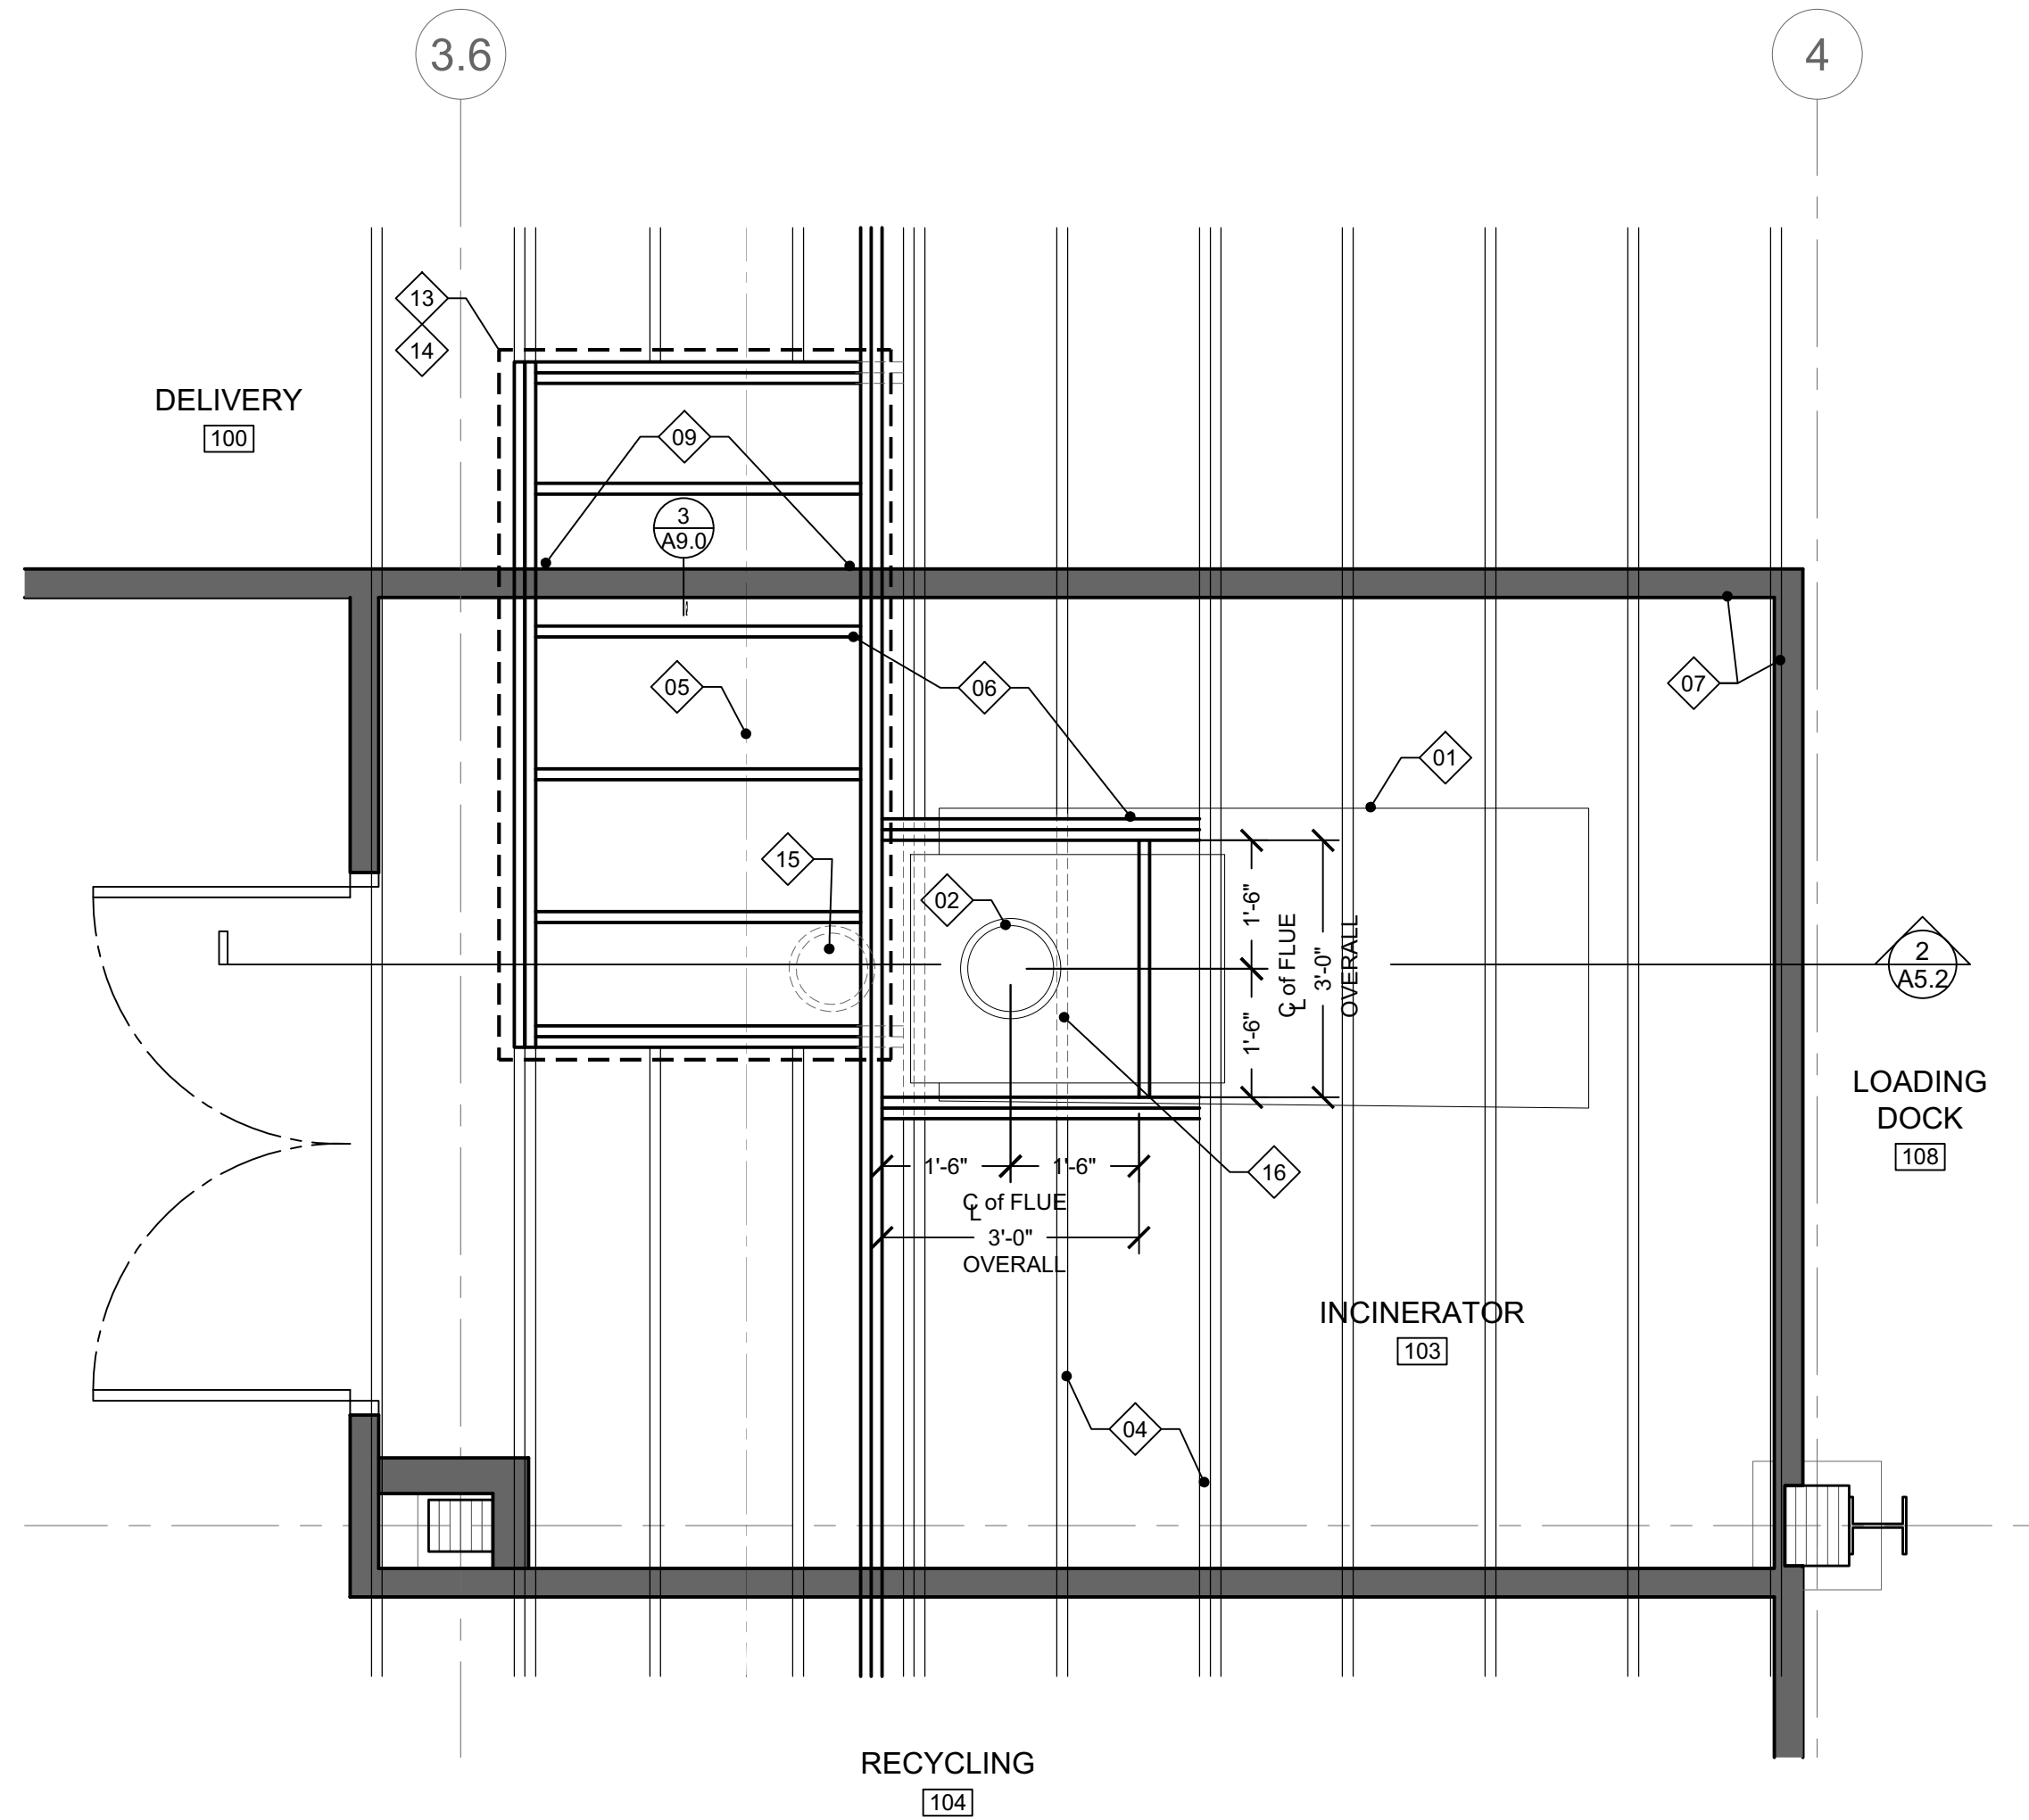 3.6
4
13
14
DELIVERY
100
09
3
A9.0
05
06
07
01
15
02
1'-6"
1'-6"
℄ of FLUE
3'-0"
OVERALL
2
A5.2
LOADING
DOCK
108
16
1'-6"
1'-6"
℄ of FLUE
3'-0"
OVERALL
INCINERATOR
103
04
RECYCLING
104